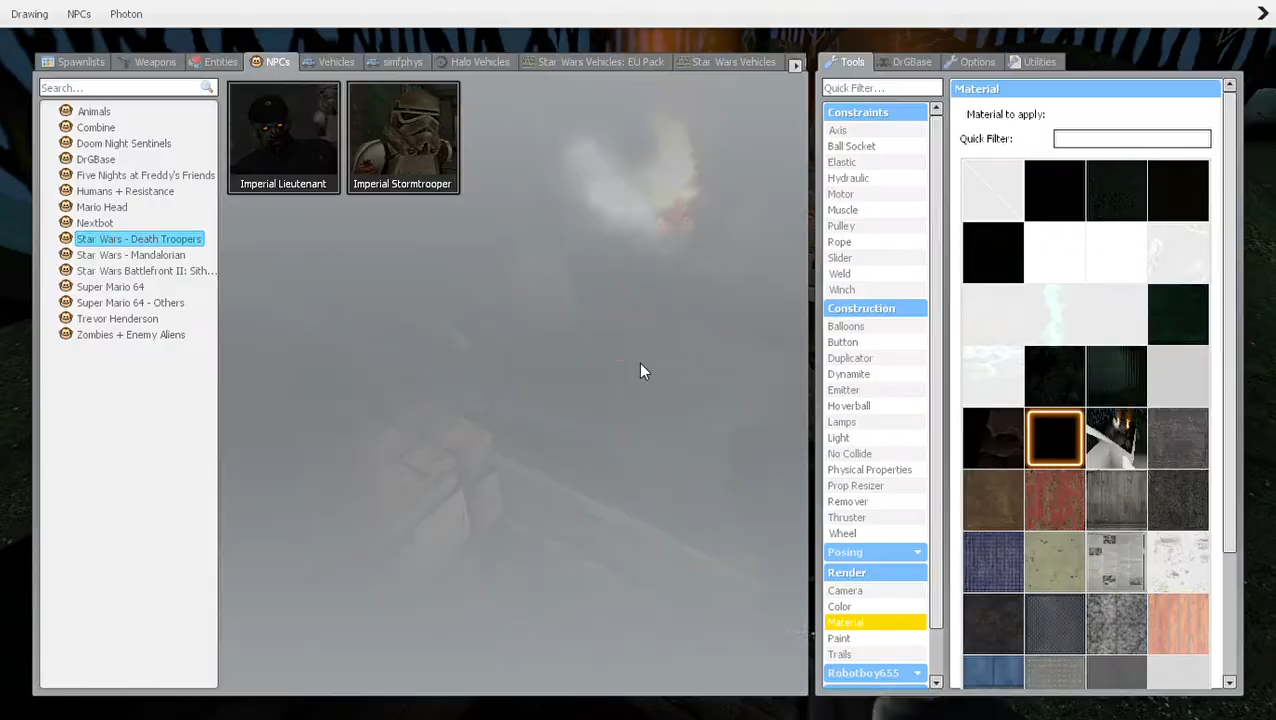 Drawing NPCs Photon
Spawnlists Weapons Entities NPCs Vehicles simfphys Halo Vehicles Star Wars Vehicles: EU Pack Star Wars Vehicles
Tools DrGBase Options Utilities
Search...
Animals
Combine
Doom Night Sentinels
DrGBase
Five Nights at Freddy's Friends
Humans + Resistance
Mario Head
Nextbot
Star Wars - Death Troopers
Star Wars - Mandalorian
Star Wars Battlefront II: Sith...
Super Mario 64
Super Mario 64 - Others
Trevor Henderson
Zombies + Enemy Aliens
Imperial Lieutenant
Imperial Stormtrooper
Quick Filter...
Constraints
Axis
Ball Socket
Elastic
Hydraulic
Motor
Muscle
Pulley
Rope
Slider
Weld
Winch
Construction
Balloons
Button
Duplicator
Dynamite
Emitter
Hoverball
Lamps
Light
No Collide
Physical Properties
Prop Resizer
Remover
Thruster
Wheel
Posing
Render
Camera
Color
Material
Paint
Trails
Robotboy655
Material
Material to apply:
Quick Filter: